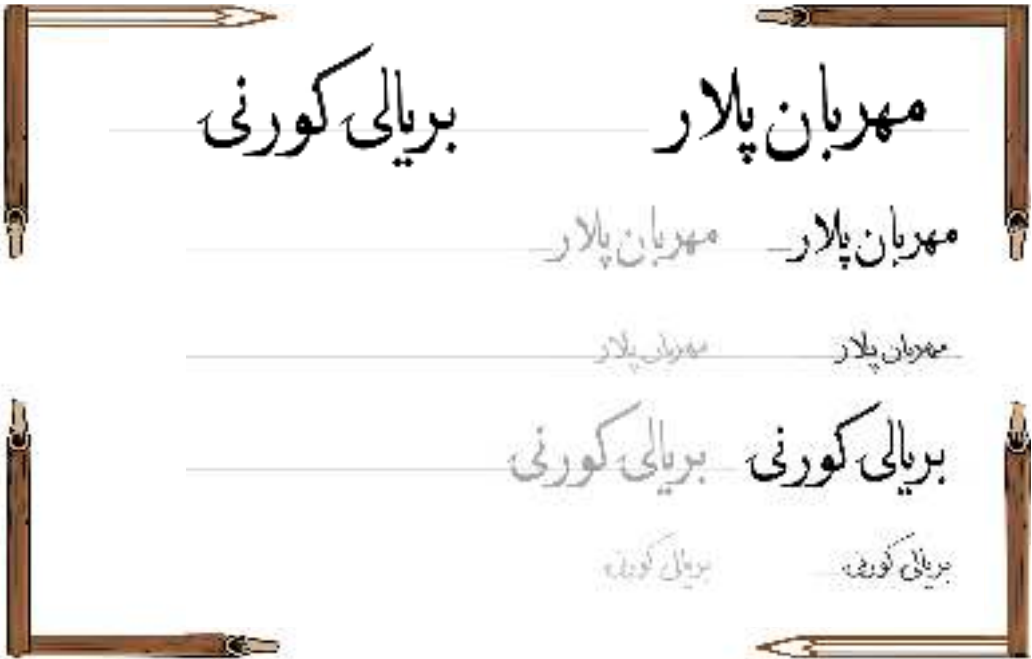 مهربان پلار بریالی کورنی
مهربان پلار مهربان پلار
مهربان پلار مهربان پلار
بریالی کورنی بریالی کورنی
بریالی کورنی بریالی کورنی